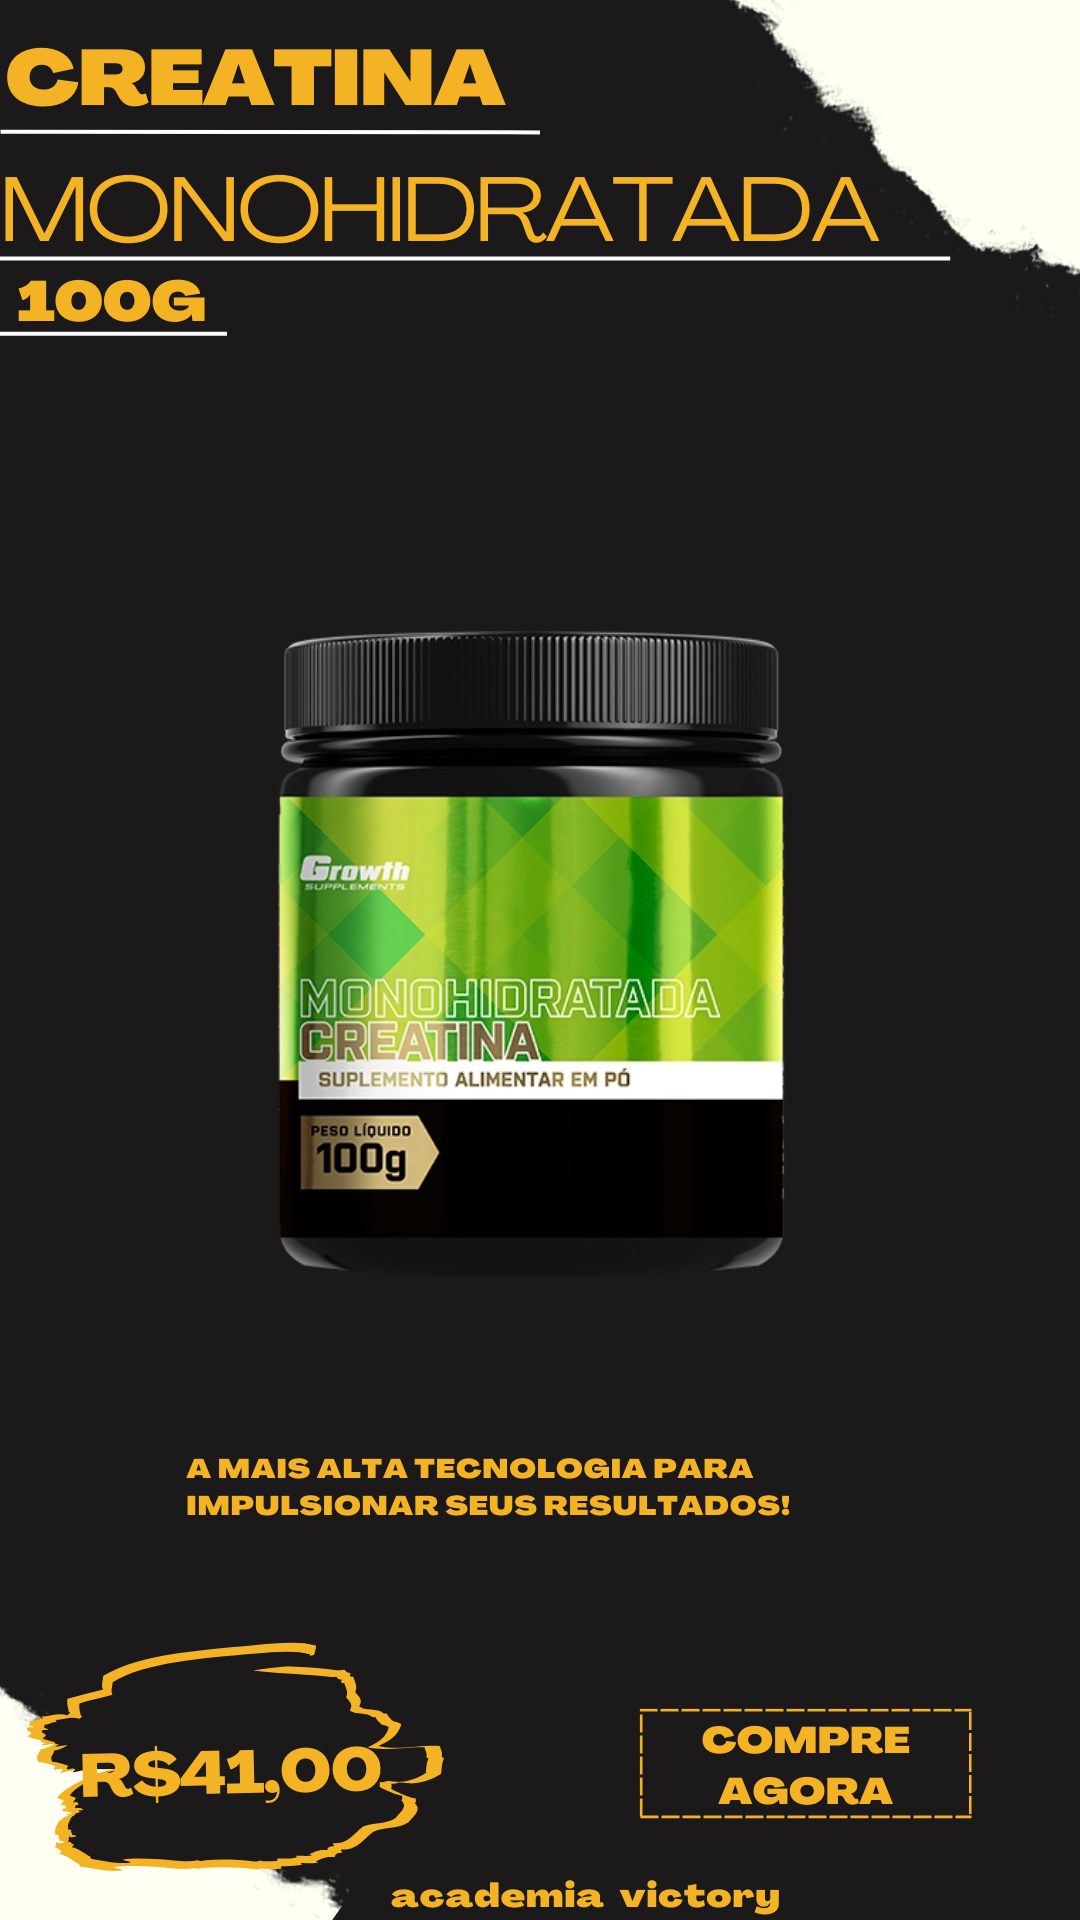 CREATINA
MONOHIDRATADA
100G
Growth
SUPPLEMENTS
MONOHIDRATADA
CREATINA
SUPLEMENTO ALIMENTAR EM PÓ
PESO LÍQUIDO
100g
A MAIS ALTA TECNOLOGIA PARA
IMPULSIONAR SEUS RESULTADOS!
R$41,00
COMPRE
AGORA
academia victory